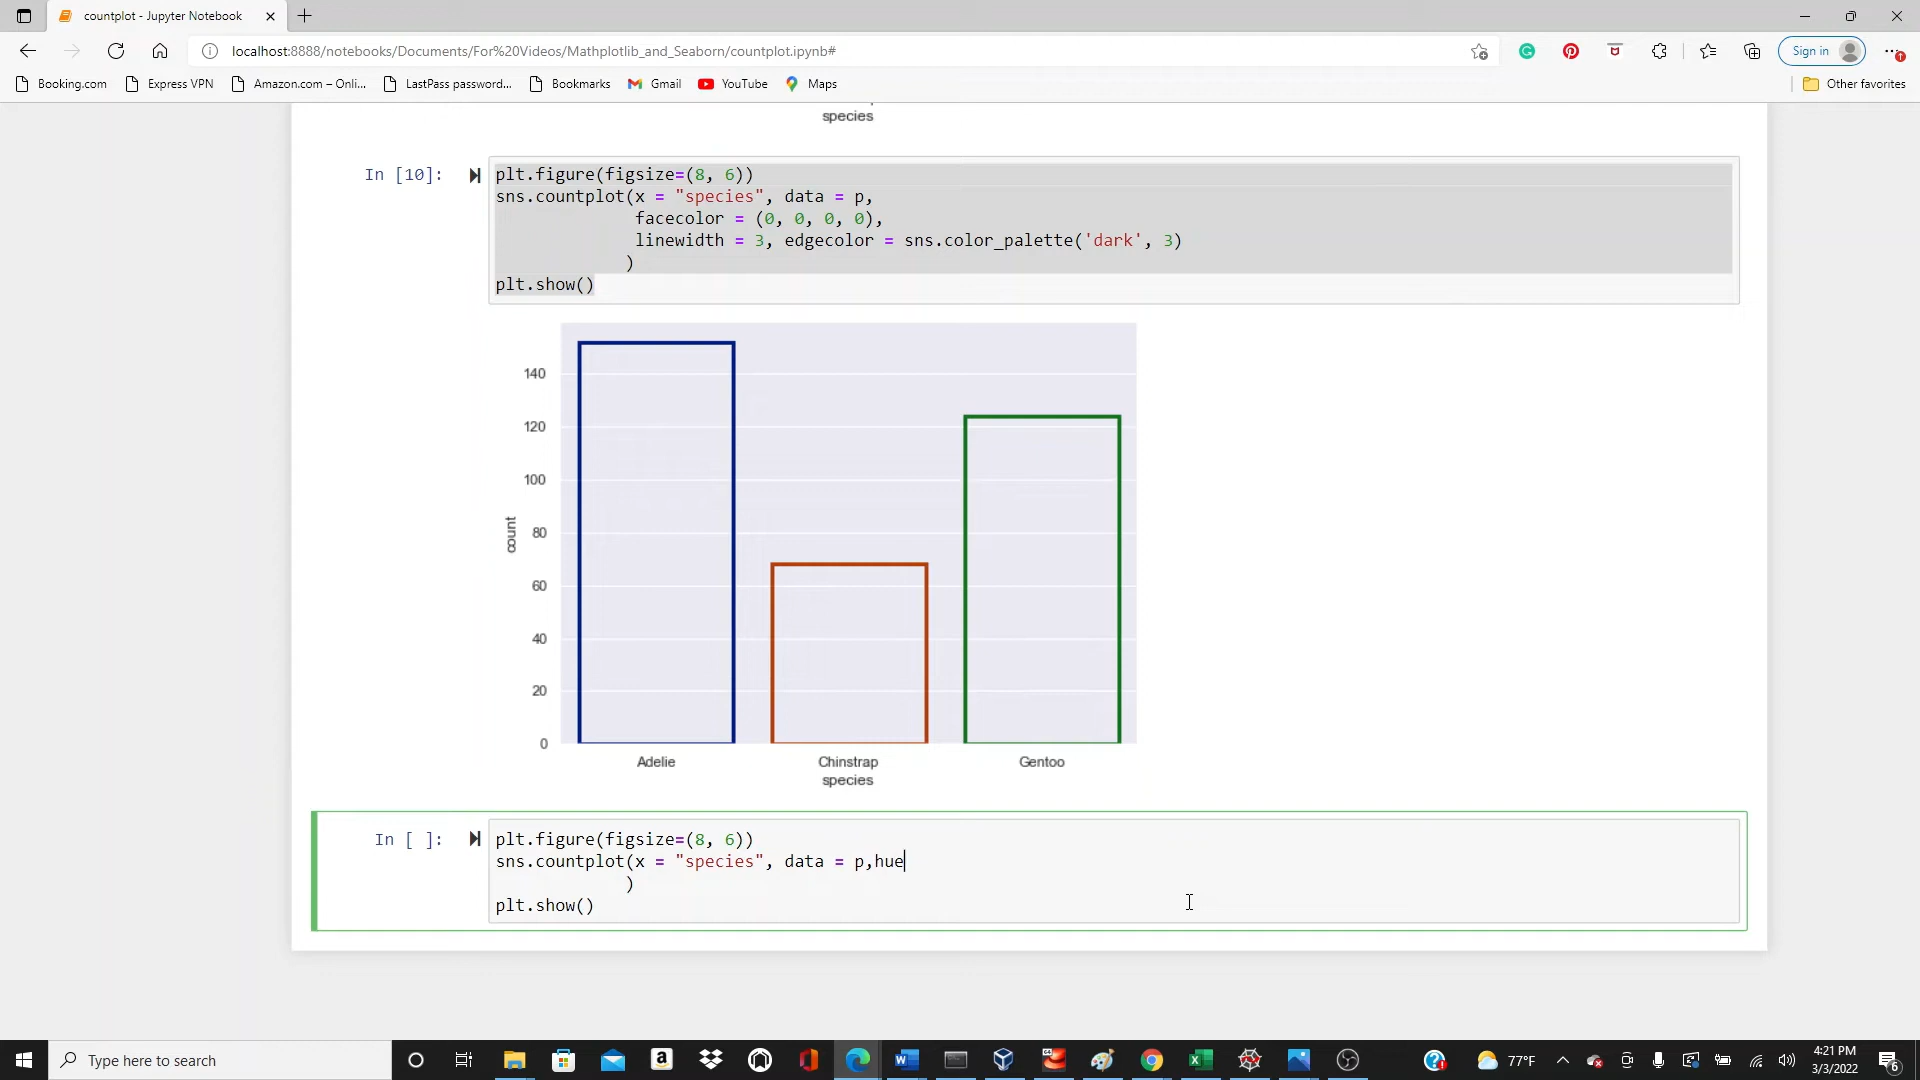 countplot - Jupyter Notebook
localhost:8888/notebooks/Documents/For%20Videos/Mathplotlib_and_Seaborn/countplot.ipynb#
Sign in
Booking.com
Express VPN
Amazon.com – Onli...
LastPass password...
Bookmarks
Gmail
YouTube
Maps
Other favorites
species
In [10]:
plt.figure(figsize=(8, 6))
sns.countplot(x = "species", data = p,
facecolor = (0, 0, 0, 0),
linewidth = 3, edgecolor = sns.color_palette('dark', 3)
)
plt.show()
140
120
100
80
60
40
20
0
count
Adelie
Chinstrap
Gentoo
species
In [ ]:
plt.figure(figsize=(8, 6))
sns.countplot(x = "species", data = p,hue
)
plt.show()
Type here to search
77°F
4:21 PM
3/3/2022
6